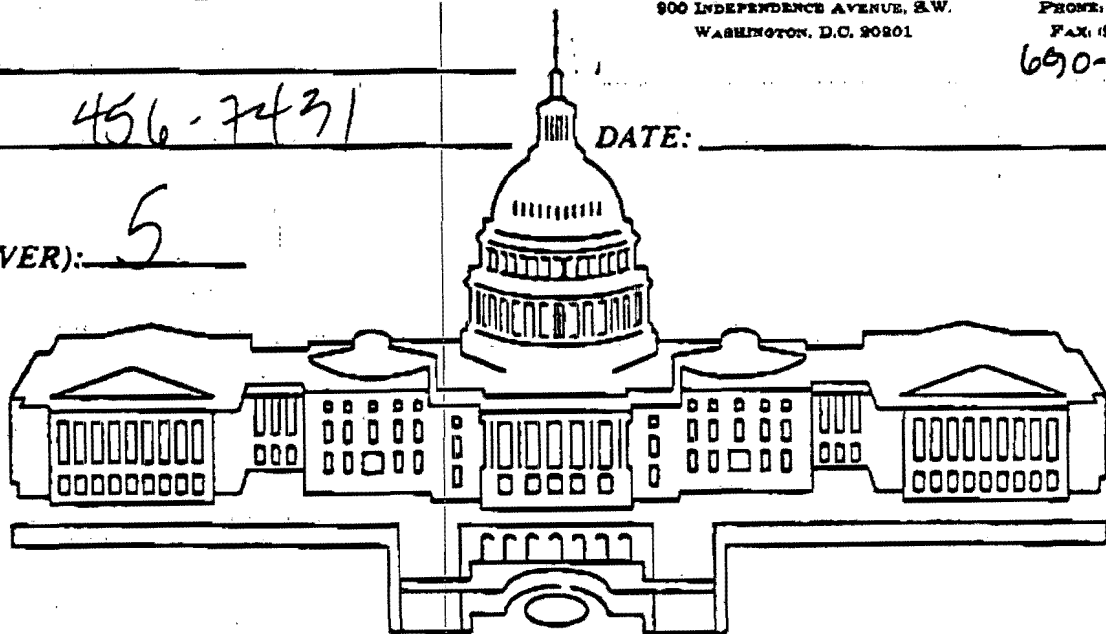 900 INDEPENDENCE AVENUE, S.W. PHONE:
WASHINGTON, D.C. 20201 FAX: (
690-
456-7431
DATE:
VER): 5